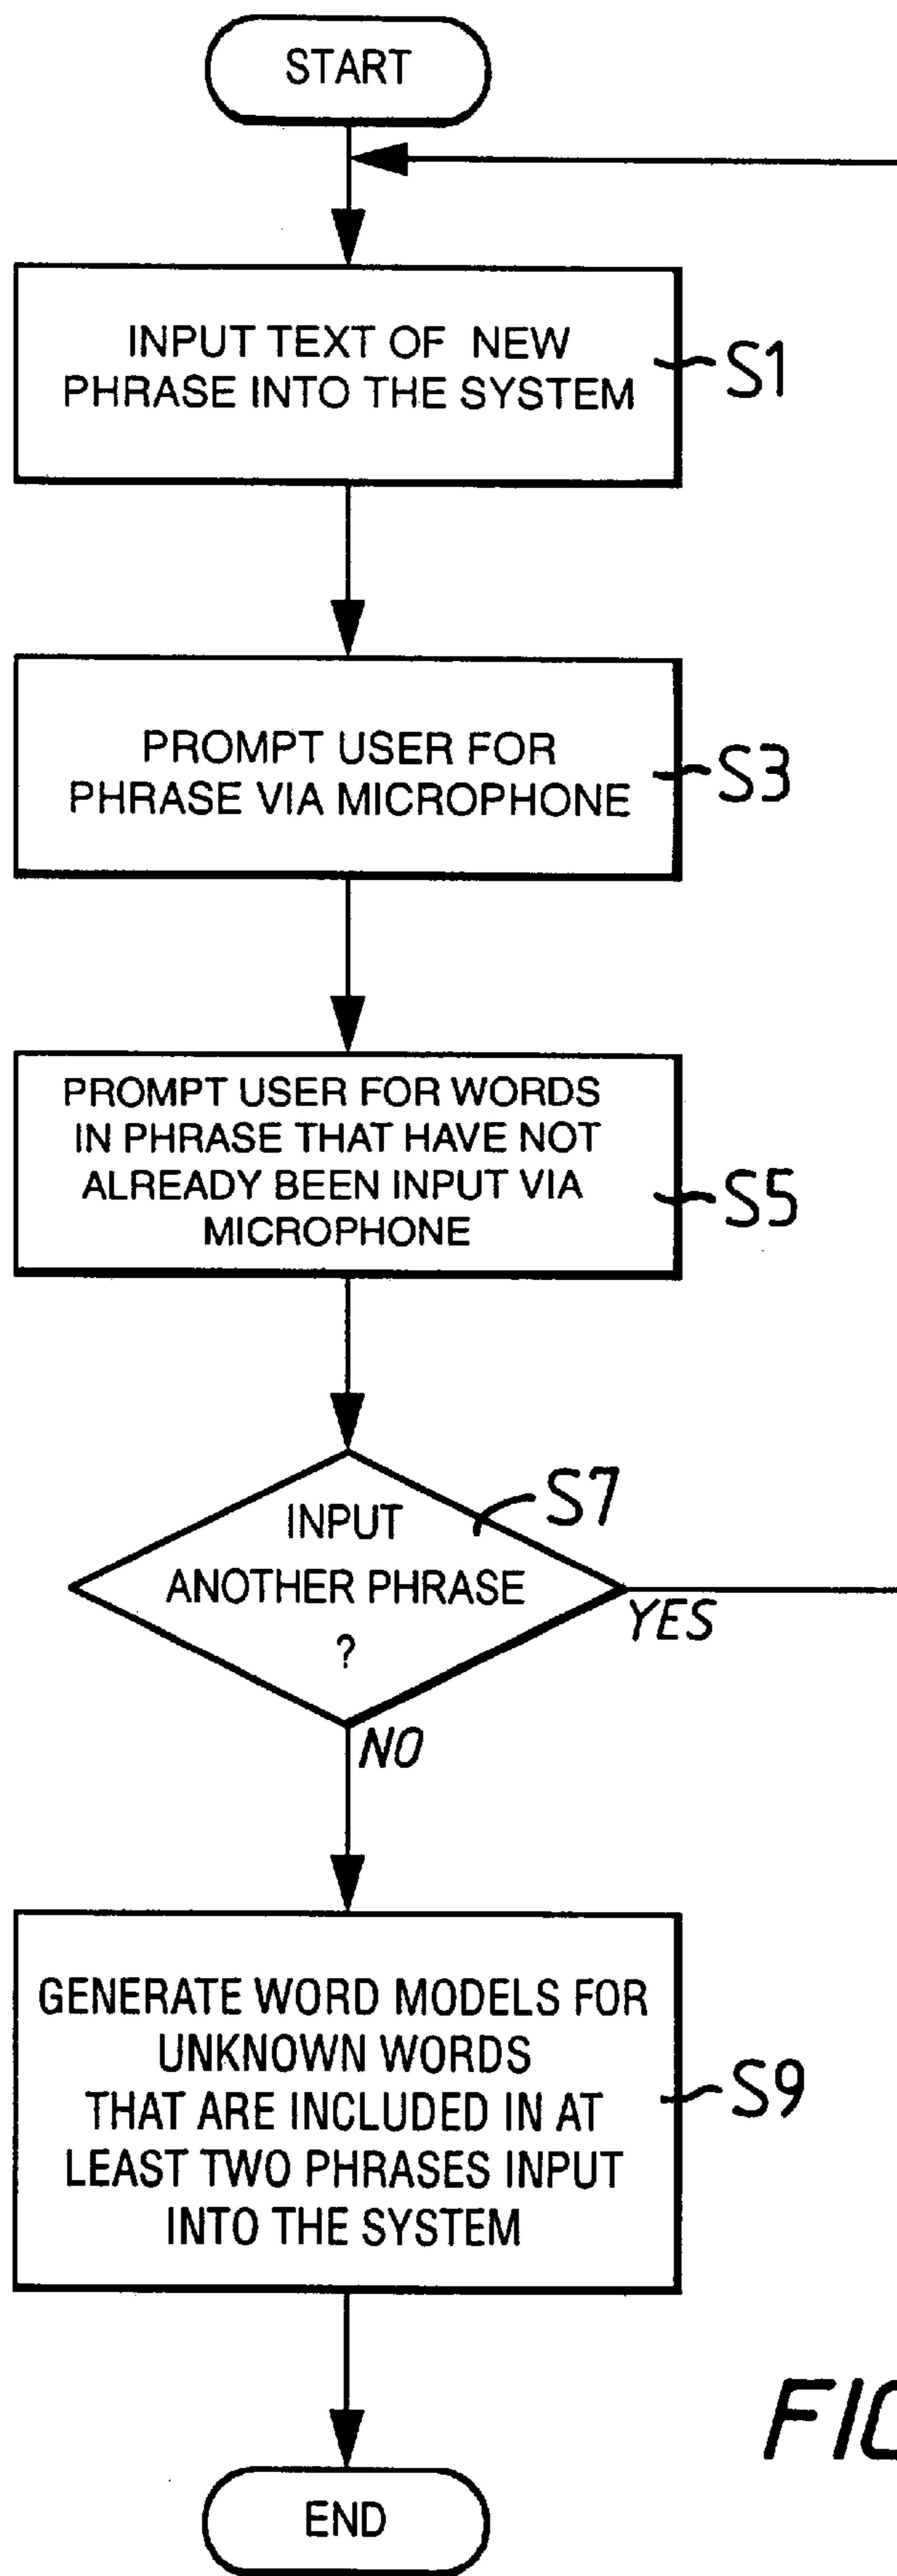 START
INPUT TEXT OF NEW
PHRASE INTO THE SYSTEM
S1
PROMPT USER FOR
PHRASE VIA MICROPHONE
S3
PROMPT USER FOR WORDS
IN PHRASE THAT HAVE NOT
ALREADY BEEN INPUT VIA
MICROPHONE
S5
S7
INPUT
ANOTHER PHRASE
?
YES
NO
GENERATE WORD MODELS FOR
UNKNOWN WORDS
THAT ARE INCLUDED IN AT
LEAST TWO PHRASES INPUT
INTO THE SYSTEM
S9
END